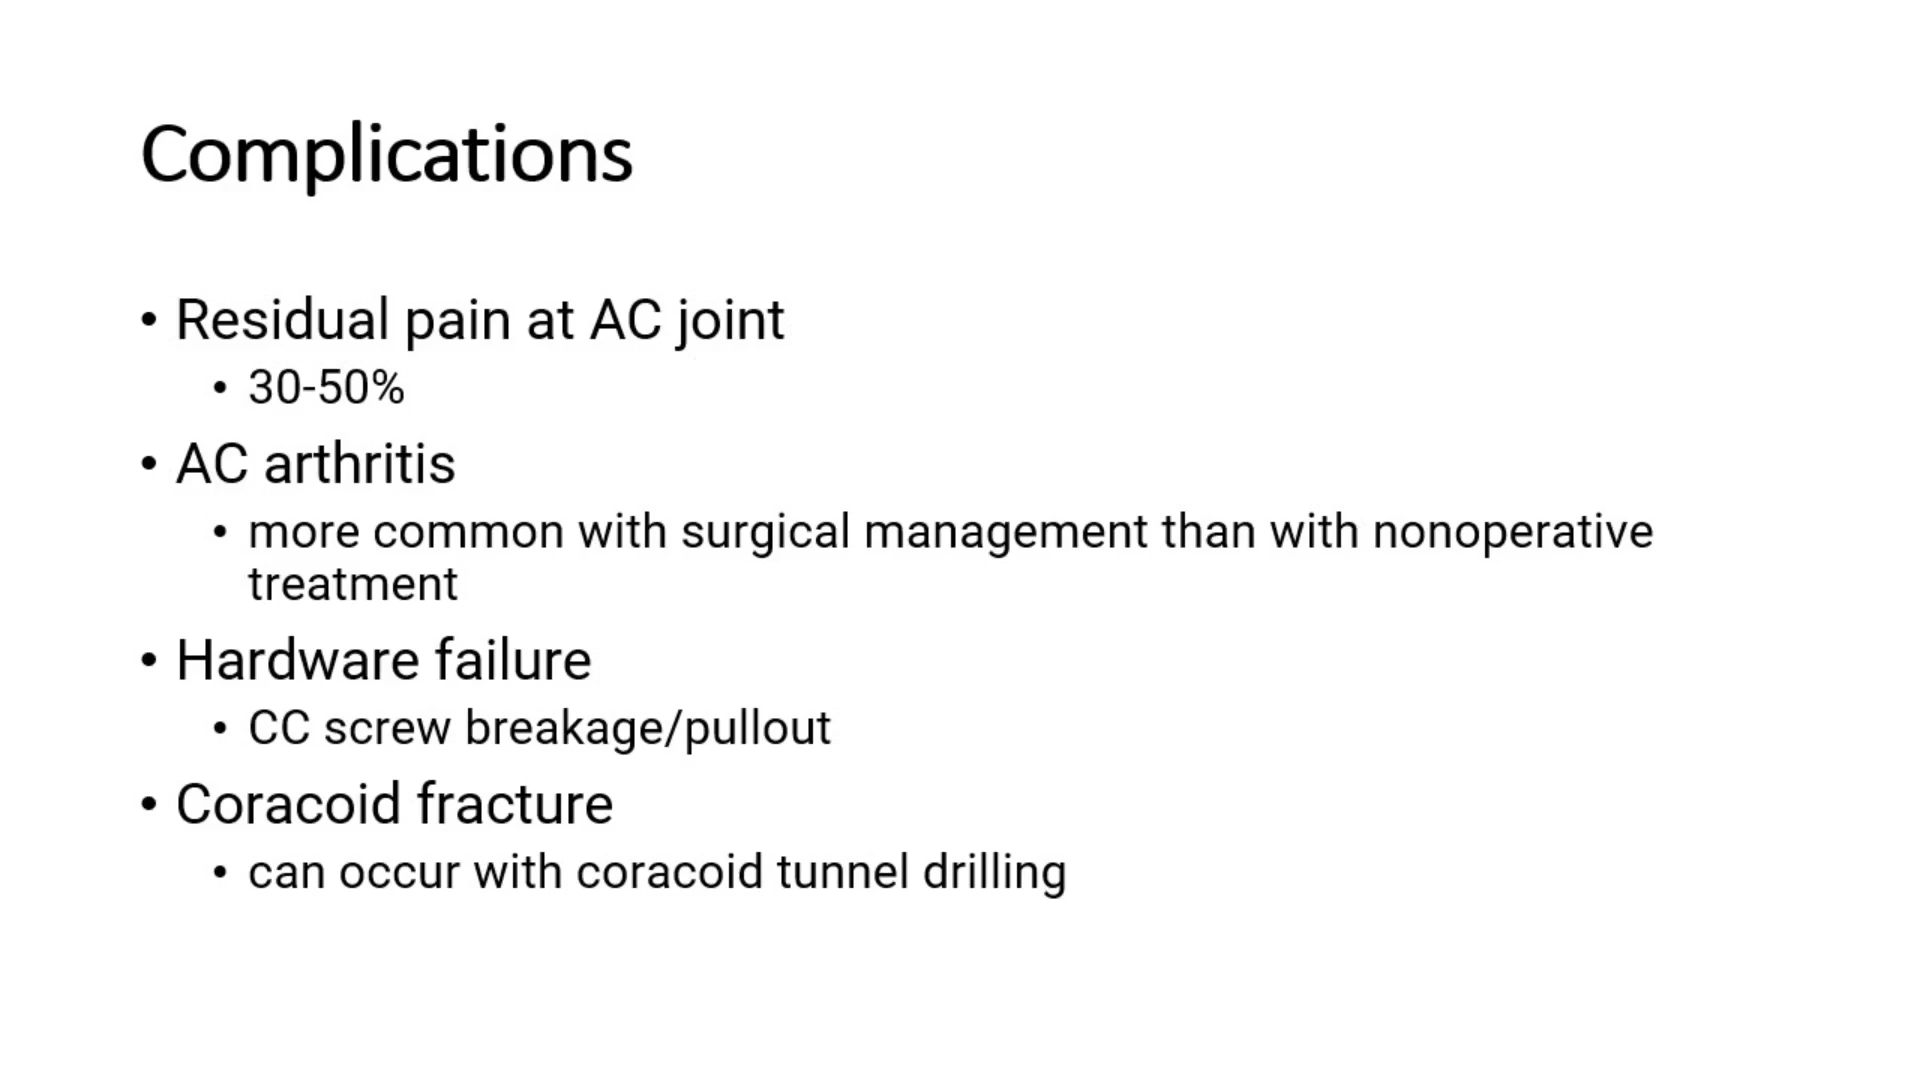 Complications
• Residual pain at AC joint
• 30-50%
• AC arthritis
• more common with surgical management than with nonoperative
treatment
• Hardware failure
• CC screw breakage/pullout
• Coracoid fracture
• can occur with coracoid tunnel drilling